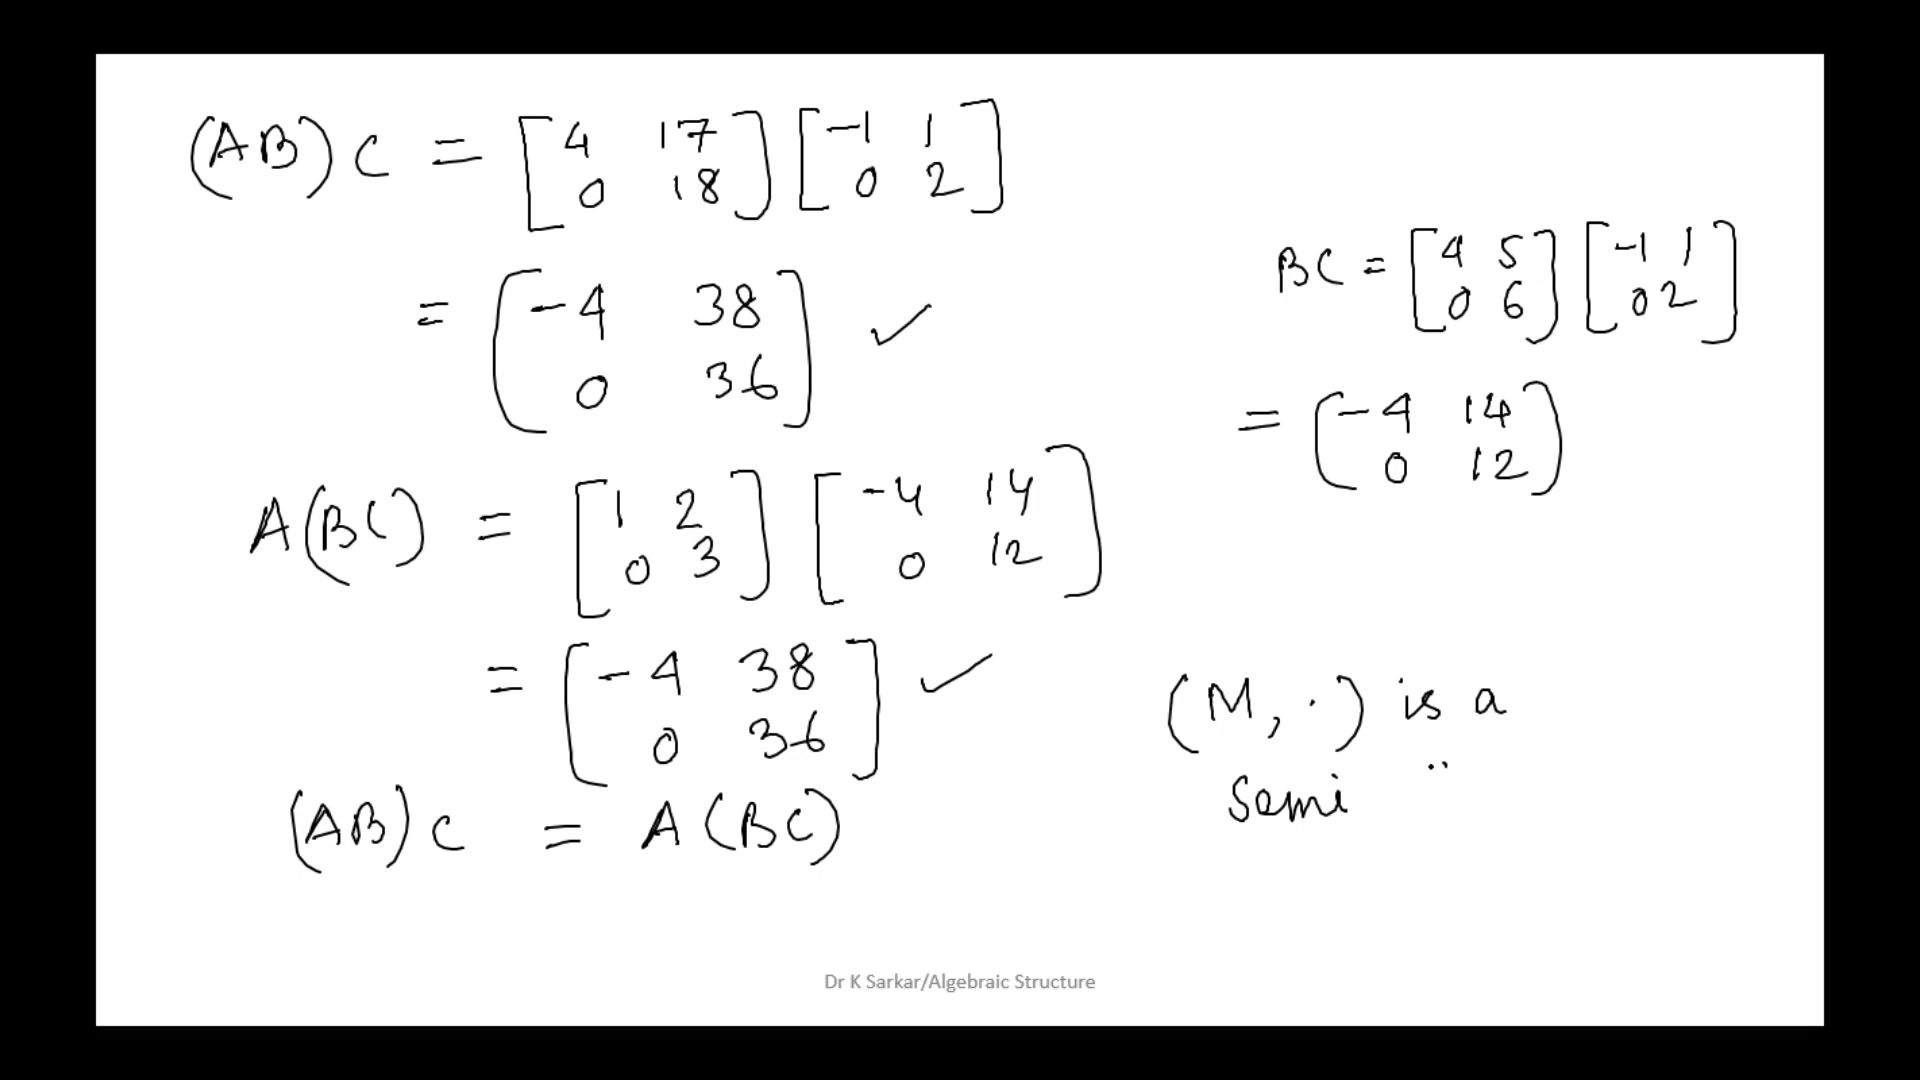 (AB) C = [4 17 0 18] [-1 1 0 2]
= [-4 38 0 36] ✓
A(BC) = [1 2 0 3] [-4 14 0 12]
= [-4 38 0 36] ✓
(AB) C = A (BC)
BC = [4 5 0 6] [-1 1 0 2]
= [-4 14 0 12]
(M, ·) is a
Semi ..
Dr K Sarkar/Algebraic Structure